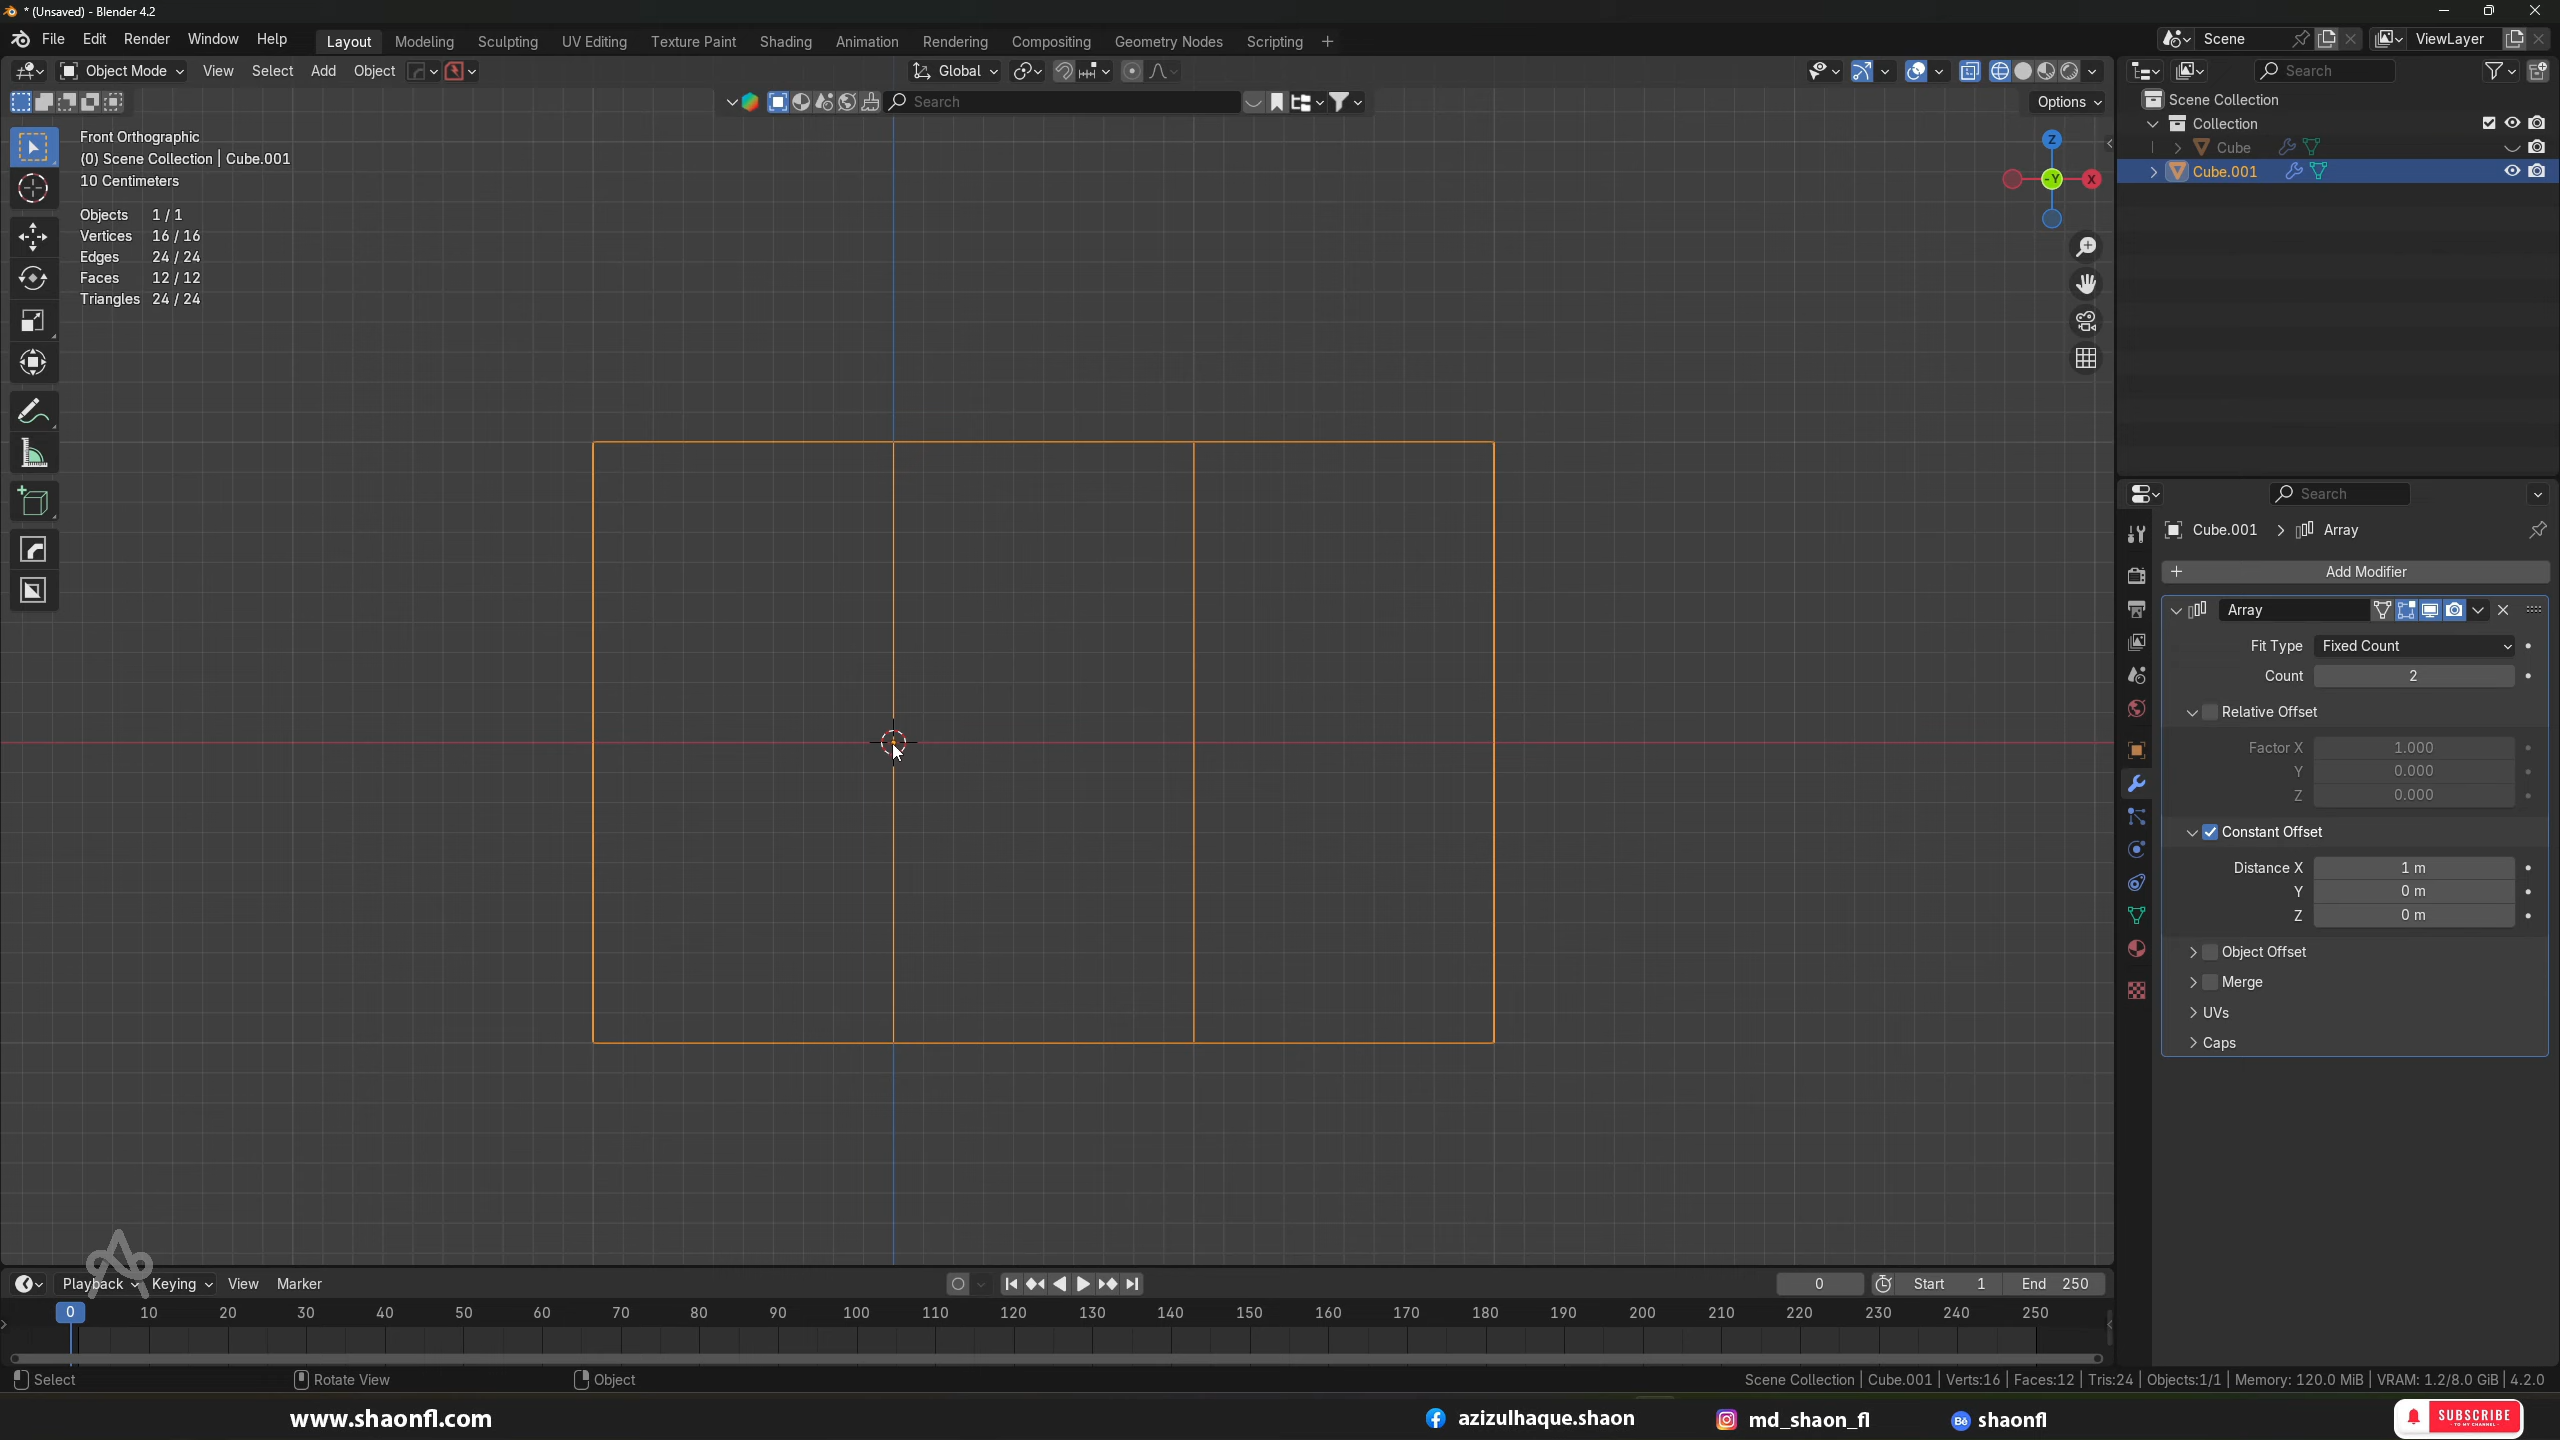 * (Unsaved) - Blender 4.2
File Edit Render Window Help Layout Modeling Sculpting UV Editing Texture Paint Shading Animation Rendering Compositing Geometry Nodes Scripting + Scene ViewLayer
Object Mode View Select Add Object Global Search
Search Options
Scene Collection
Collection
Cube
Cube.001
Front Orthographic
(0) Scene Collection | Cube.001
10 Centimeters
Objects 1 / 1
Vertices 16 / 16
Edges 24 / 24
Faces 12 / 12
Triangles 24 / 24
Z
-Y
X
Search
Cube.001 > Array
+ Add Modifier
Array
Fit Type Fixed Count
Count 2
Relative Offset
Factor X 1.000
Y 0.000
Z 0.000
Constant Offset
Distance X 1 m
Y 0 m
Z 0 m
Object Offset
Merge
UVs
Caps
Playback Keying View Marker 0 Start 1 End 250
0 10 20 30 40 50 60 70 80 90 100 110 120 130 140 150 160 170 180 190 200 210 220 230 240 250
Select Rotate View Object Scene Collection | Cube.001 | Verts:16 | Faces:12 | Tris:24 | Objects:1/1 | Memory: 120.0 MiB | VRAM: 1.2/8.0 GiB | 4.2.0
www.shaonfl.com azizulhaque.shaon md_shaon_fl Bē shaonfl SUBSCRIBE
TO MY CHANNEL